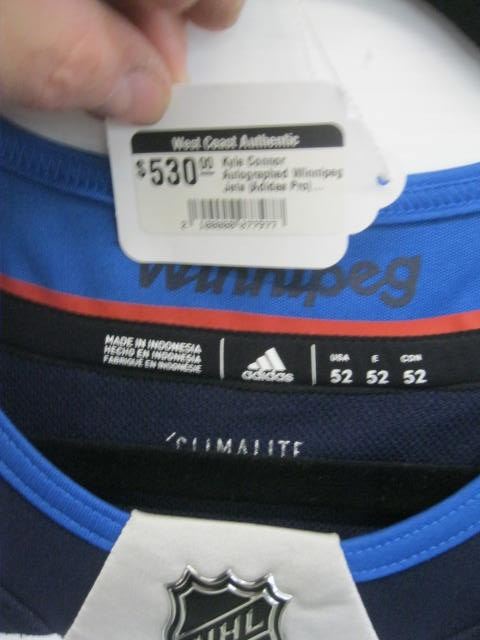 West Coast Authentic
$530.00 Kyle Connor
Autographed Winnipeg
Jets (Adidas Pro)...
Winnipeg
MADE IN INDONESIA
HECHO EN INDONESIA
FABRIQUÉ EN INDONÉSIE
adidas
USA E CDN
52 52 52
CLIMALITE
NHL